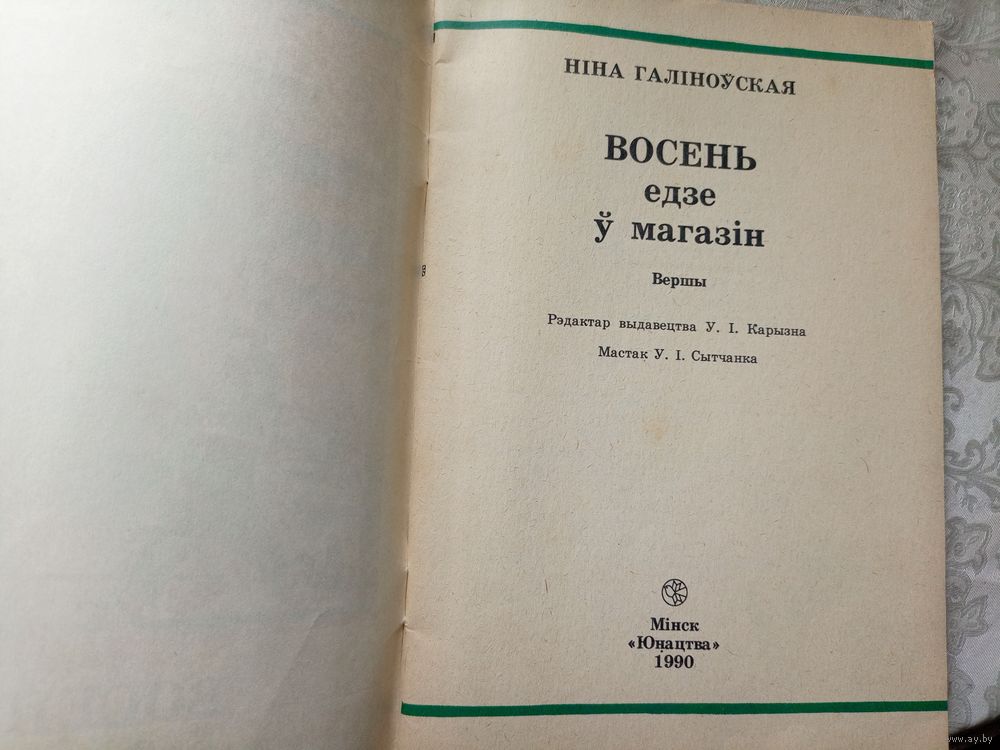 НІНА ГАЛІНОЎСКАЯ
ВОСЕНЬ
едзе
ў магазін
Вершы
Рэдактар выдавецтва У. І. Карызна
Мастак У. І. Сытчанка
Мінск
«Юнацтва»
1990
www.ay.by